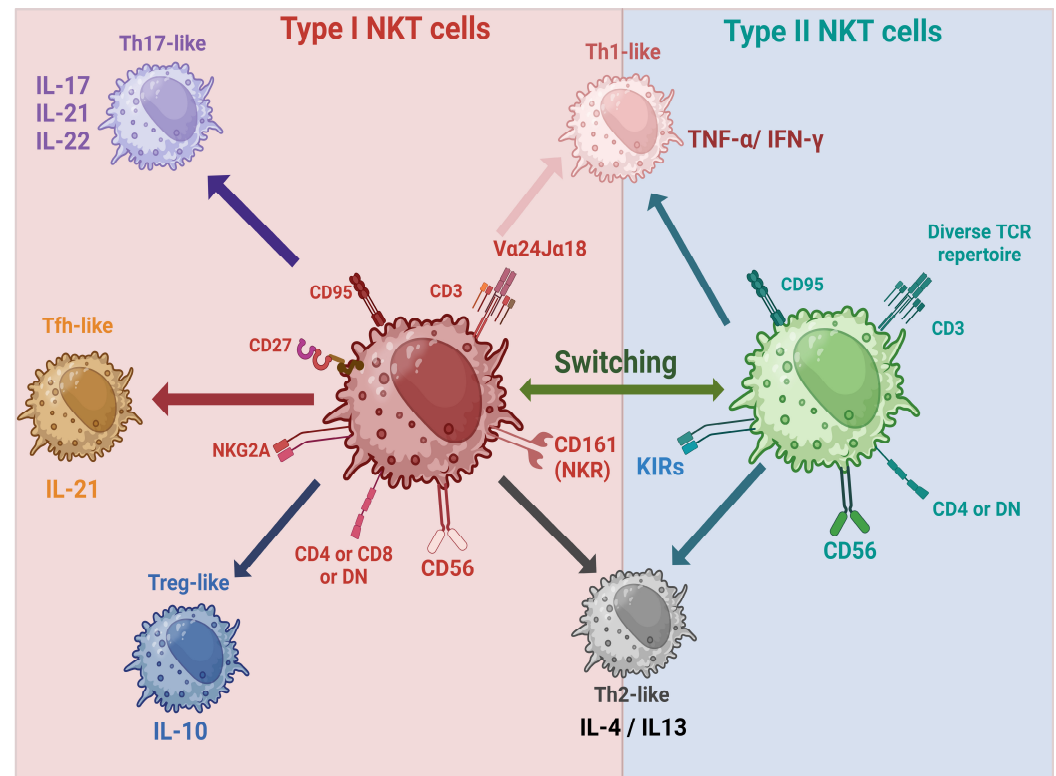 Type I NKT cells
Type II NKT cells
Th17-like
IL-17
IL-21
IL-22
Th1-like
TNF-α/ IFN-γ
Vα24Jα18
CD95
CD3
CD27
Diverse TCR
repertoire
CD95
CD3
Tfh-like
IL-21
Switching
NKG2A
CD161
(NKR)
KIRs
CD4 or CD8
or DN
CD56
CD4 or DN
CD56
Treg-like
IL-10
Th2-like
IL-4 / IL13